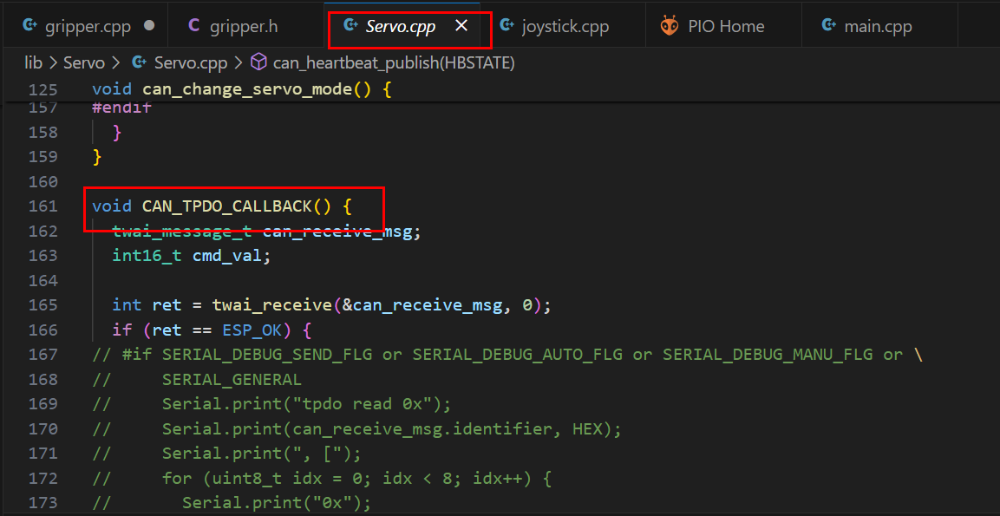 gripper.cpp
C gripper.h
Servo.cpp
joystick.cpp
PIO Home
main.cpp
lib > Servo > Servo.cpp > can_heartbeat_publish(HBSTATE)
125 void can_change_servo_mode() {
157 #endif
158 }
159 }
160
161 void CAN_TPDO_CALLBACK() {
162 twai_message_t can_receive_msg;
163 int16_t cmd_val;
164
165 int ret = twai_receive(&can_receive_msg, 0);
166 if (ret == ESP_OK) {
167 // #if SERIAL_DEBUG_SEND_FLG or SERIAL_DEBUG_AUTO_FLG or SERIAL_DEBUG_MANU_FLG or \
168 // SERIAL_GENERAL
169 // Serial.print("tpdo read 0x");
170 // Serial.print(can_receive_msg.identifier, HEX);
171 // Serial.print(", [");
172 // for (uint8_t idx = 0; idx < 8; idx++) {
173 // Serial.print("0x");